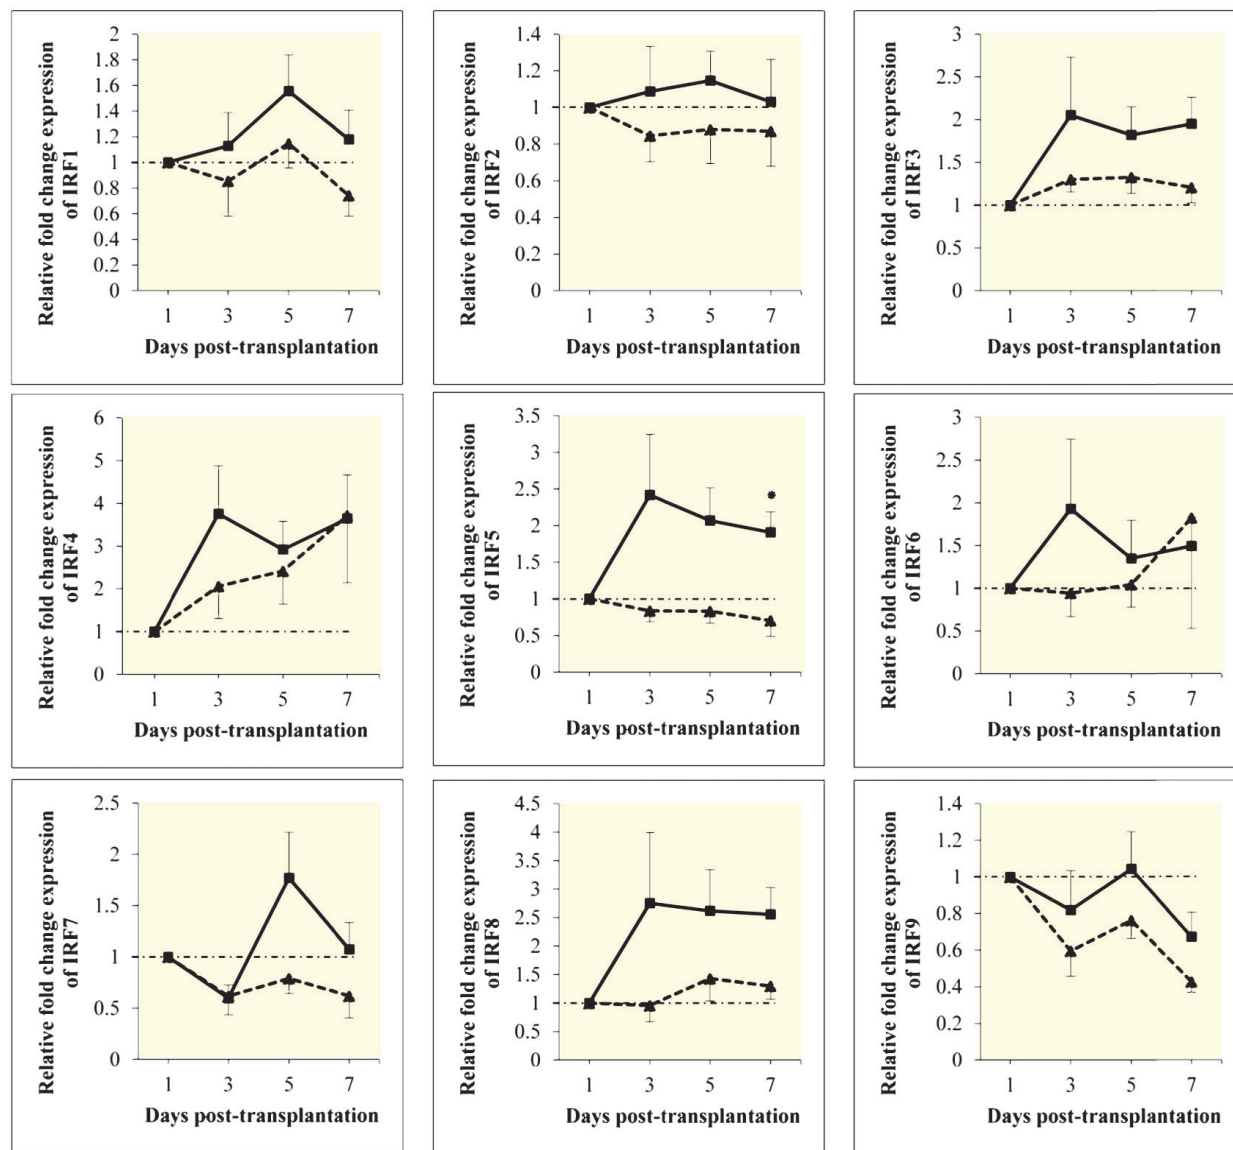 Relative fold change expression
of IRF1
2
1.8
1.6
1.4
1.2
1
0.8
0.6
0.4
0.2
0
1 3 5 7
Days post-transplantation
Relative fold change expression
of IRF2
1.4
1.2
1
0.8
0.6
0.4
0.2
0
1 3 5 7
Days post-transplantation
Relative fold change expression
of IRF3
3
2.5
2
1.5
1
0.5
0
1 3 5 7
Days post-transplantation
Relative fold change expression
of IRF4
6
5
4
3
2
1
0
1 3 5 7
Days post-transplantation
Relative fold change expression
of IRF5
3.5
3
2.5
2
1.5
1
0.5
0
*
1 3 5 7
Days post-transplantation
Relative fold change expression
of IRF6
3
2.5
2
1.5
1
0.5
0
1 3 5 7
Days post-transplantation
Relative fold change expression
of IRF7
2.5
2
1.5
1
0.5
0
1 3 5 7
Days post-transplantation
Relative fold change expression
of IRF8
4.5
4
3.5
3
2.5
2
1.5
1
0.5
0
1 3 5 7
Days post-transplantation
Relative fold change expression
of IRF9
1.4
1.2
1
0.8
0.6
0.4
0.2
0
1 3 5 7
Days post-transplantation